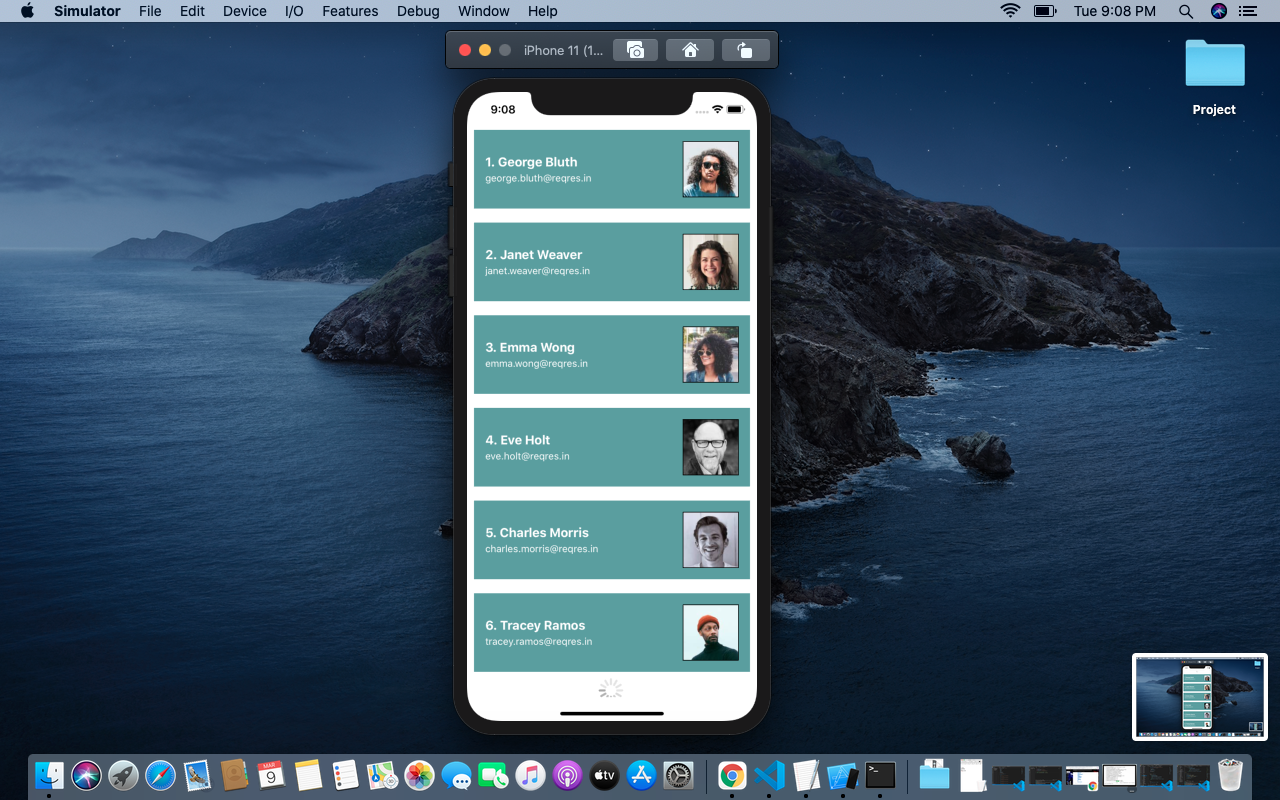 Simulator File Edit Device I/O Features Debug Window Help Tue 9:08 PM
iPhone 11 (1...
Project
9:08
1. George Bluth
george.bluth@reqres.in
2. Janet Weaver
janet.weaver@reqres.in
3. Emma Wong
emma.wong@reqres.in
4. Eve Holt
eve.holt@reqres.in
5. Charles Morris
charles.morris@reqres.in
6. Tracey Ramos
tracey.ramos@reqres.in
MAR
9
tv
>_